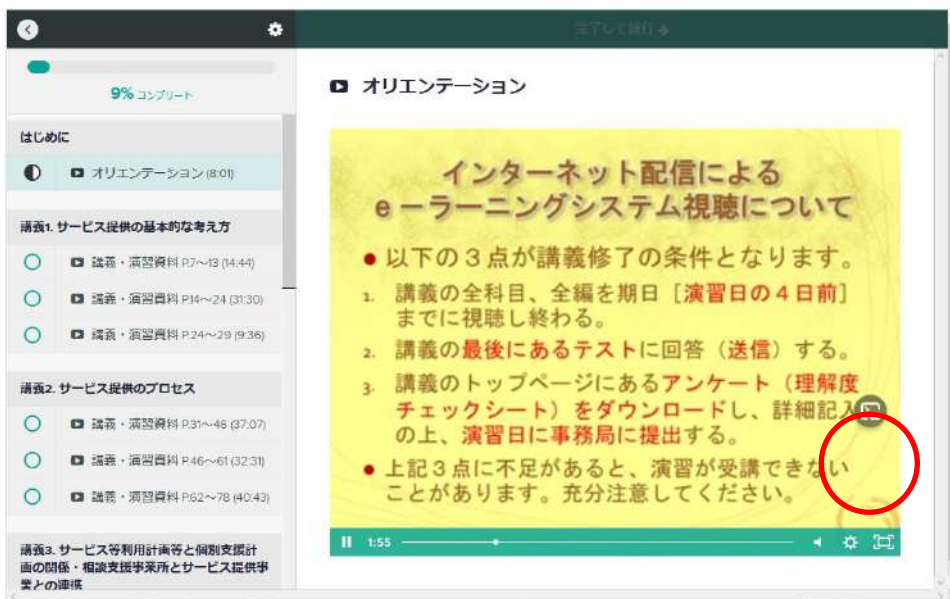 完了して続行 →
9% コンプリート
はじめに
オリエンテーション (8:01)
講義1. サービス提供の基本的な考え方
講義・演習資料 P.7～13 (14:44)
講義・演習資料 P.14～24 (31:30)
講義・演習資料 P.24～29 (9:36)
講義2. サービス提供のプロセス
講義・演習資料 P.31～46 (37:07)
講義・演習資料 P.46～61 (32:31)
講義・演習資料 P.62～78 (40:43)
講義3. サービス等利用計画等と個別支援計
画の関係・相談支援事業所とサービス提供事
業との連携
オリエンテーション
インターネット配信による
e－ラーニングシステム視聴について
● 以下の３点が講義修了の条件となります。
1. 講義の全科目、全編を期日［演習日の４日前］
までに視聴し終わる。
2. 講義の最後にあるテストに回答（送信）する。
3. 講義のトップページにあるアンケート（理解度
チェックシート）をダウンロードし、詳細記入
の上、演習日に事務局に提出する。
● 上記３点に不足があると、演習が受講できない
ことがあります。充分注意してください。
1:55